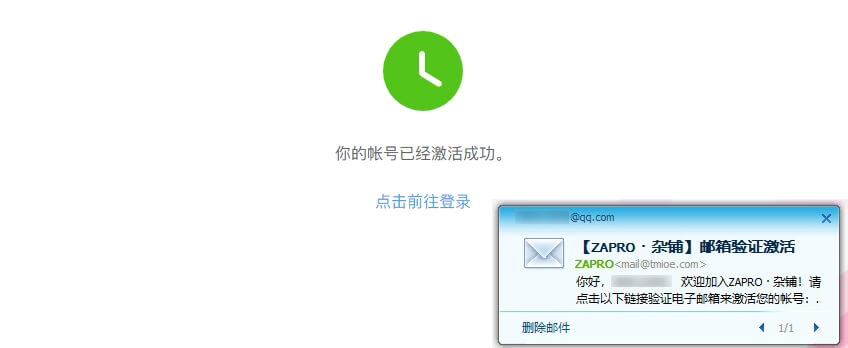 你的帐号已经激活成功。
点击前往登录
@qq.com
【ZAPRO · 杂铺】邮箱验证激活
ZAPRO<mail@tmioe.com>
你好, 欢迎加入ZAPRO · 杂铺！请
点击以下链接验证电子邮箱来激活您的帐号：.
删除邮件
1/1